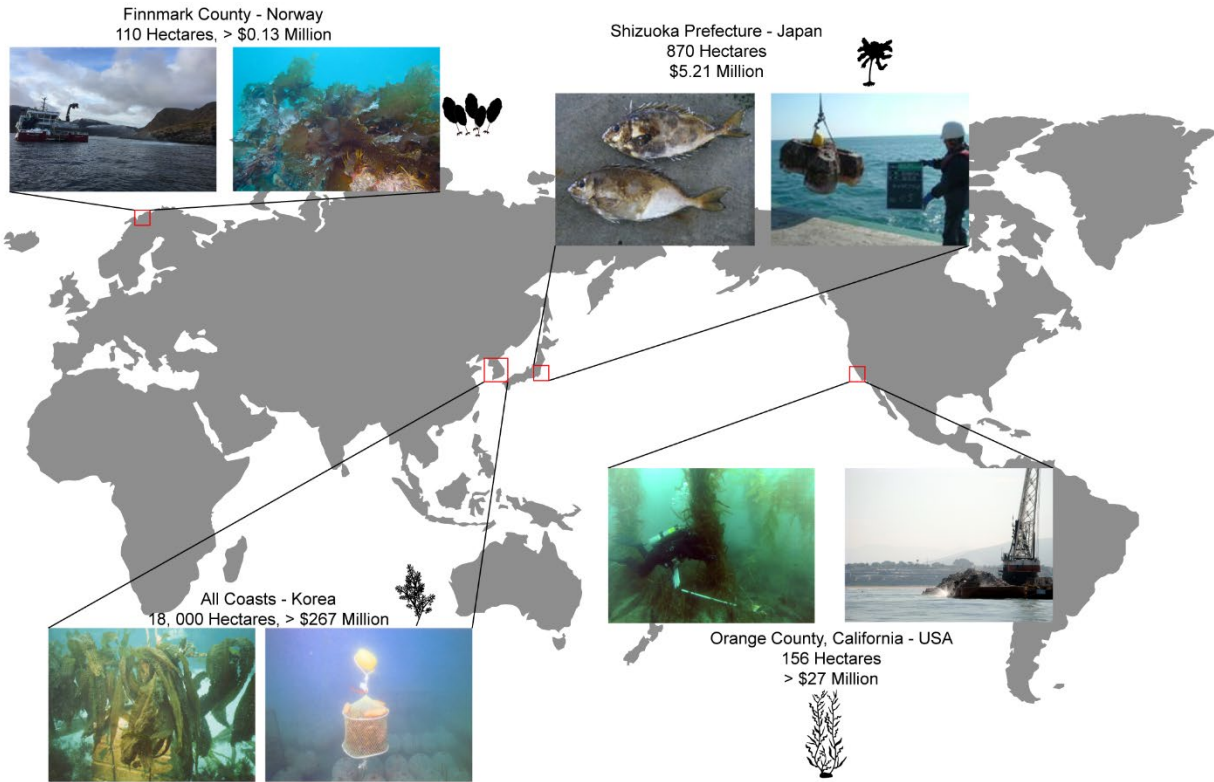 Finnmark County - Norway
110 Hectares, > $0.13 Million
Shizuoka Prefecture - Japan
870 Hectares
$5.21 Million
All Coasts - Korea
18, 000 Hectares, > $267 Million
Orange County, California - USA
156 Hectares
> $27 Million